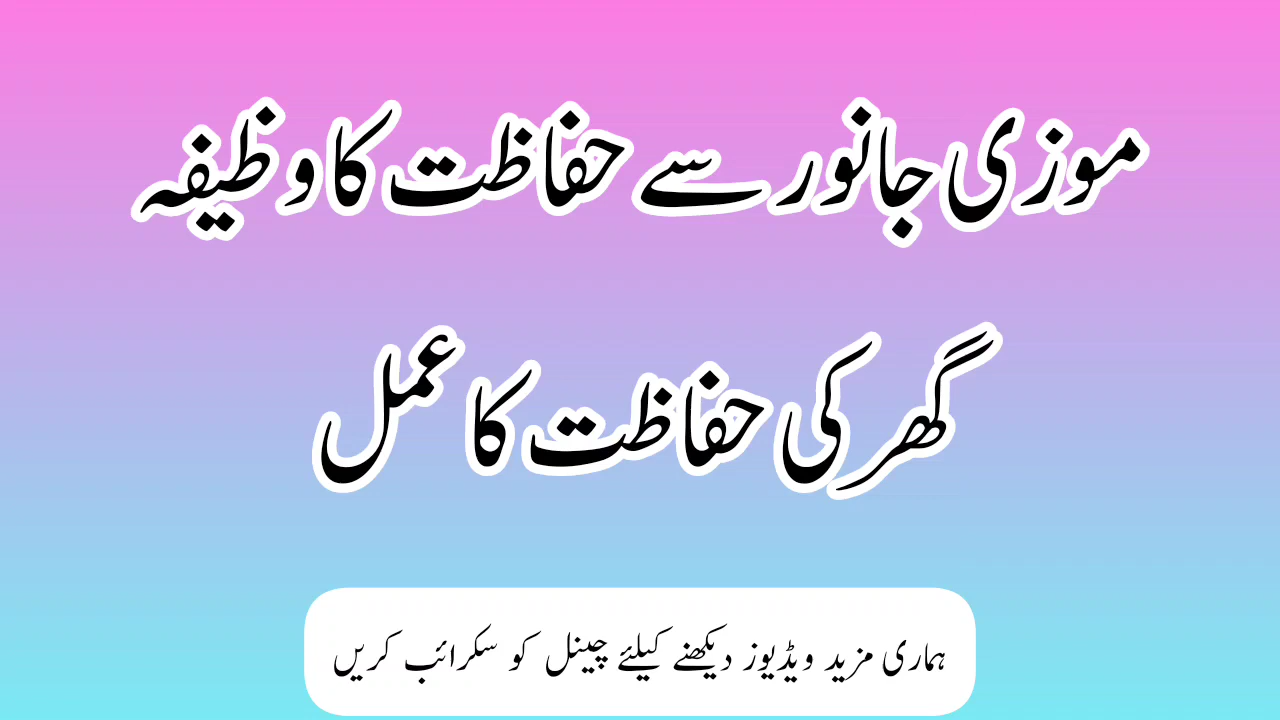 موزی جانور سے حفاظت کا وظیفہ
گھر کی حفاظت کا عمل
ہماری مزید ویڈیوز دیکھنے کیلئے چینل کو سکرائب کریں